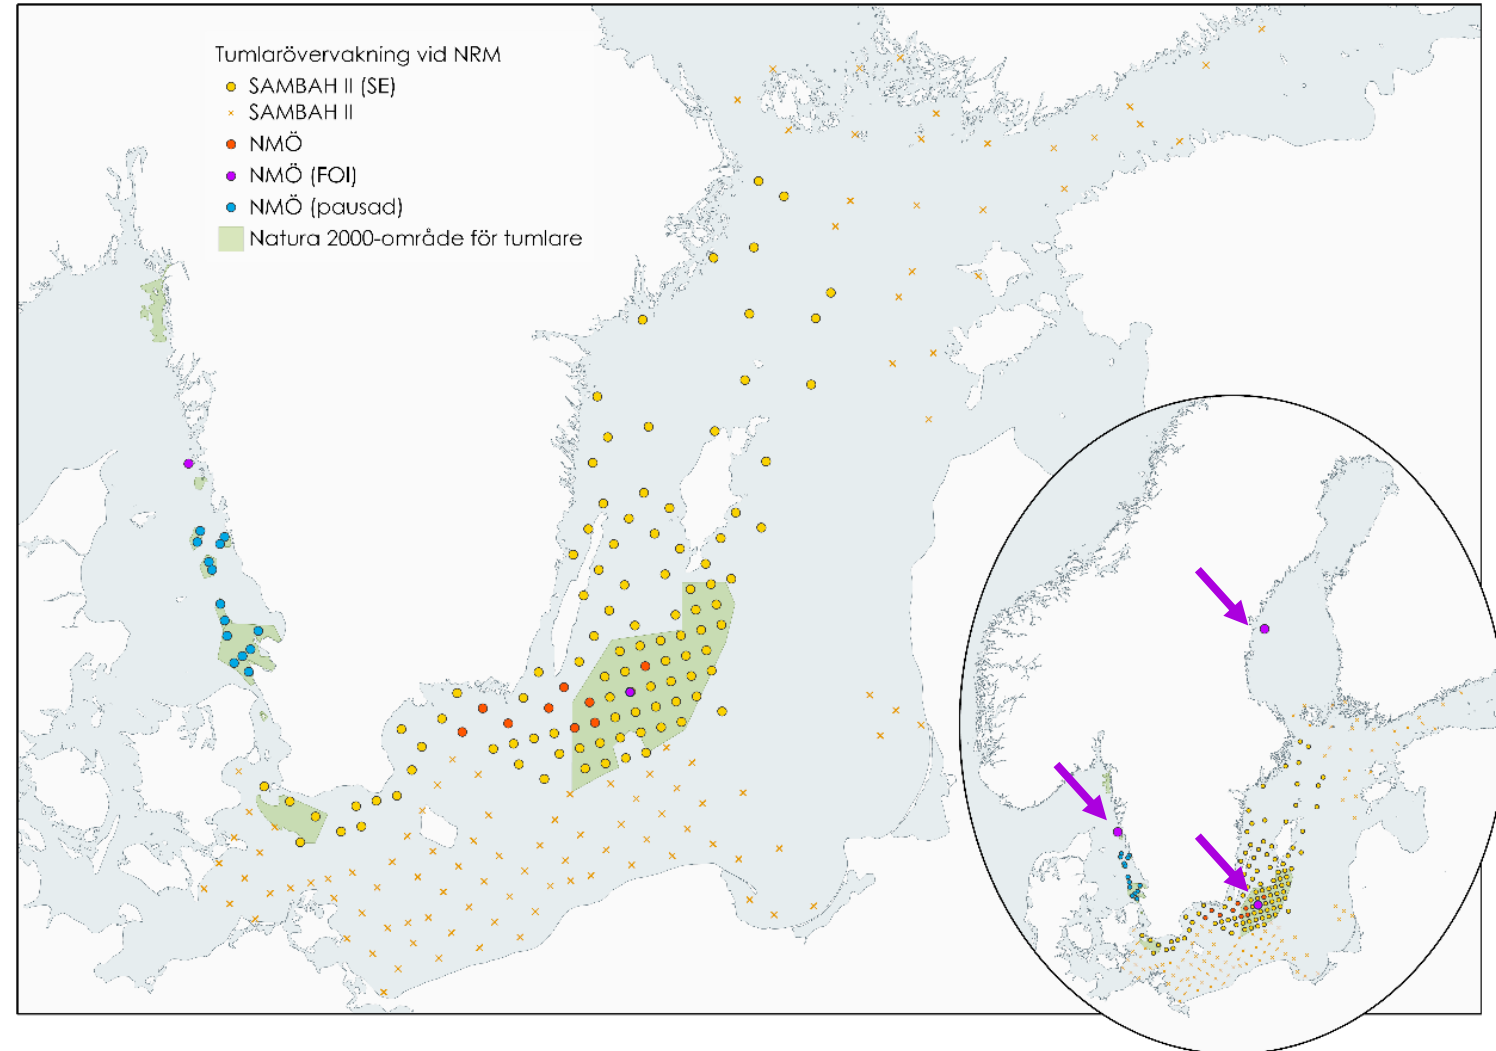 Tumlarövervakning vid NRM
SAMBAH II (SE)
SAMBAH II
NMÖ
NMÖ (FOI)
NMÖ (pausad)
Natura 2000-område för tumlare